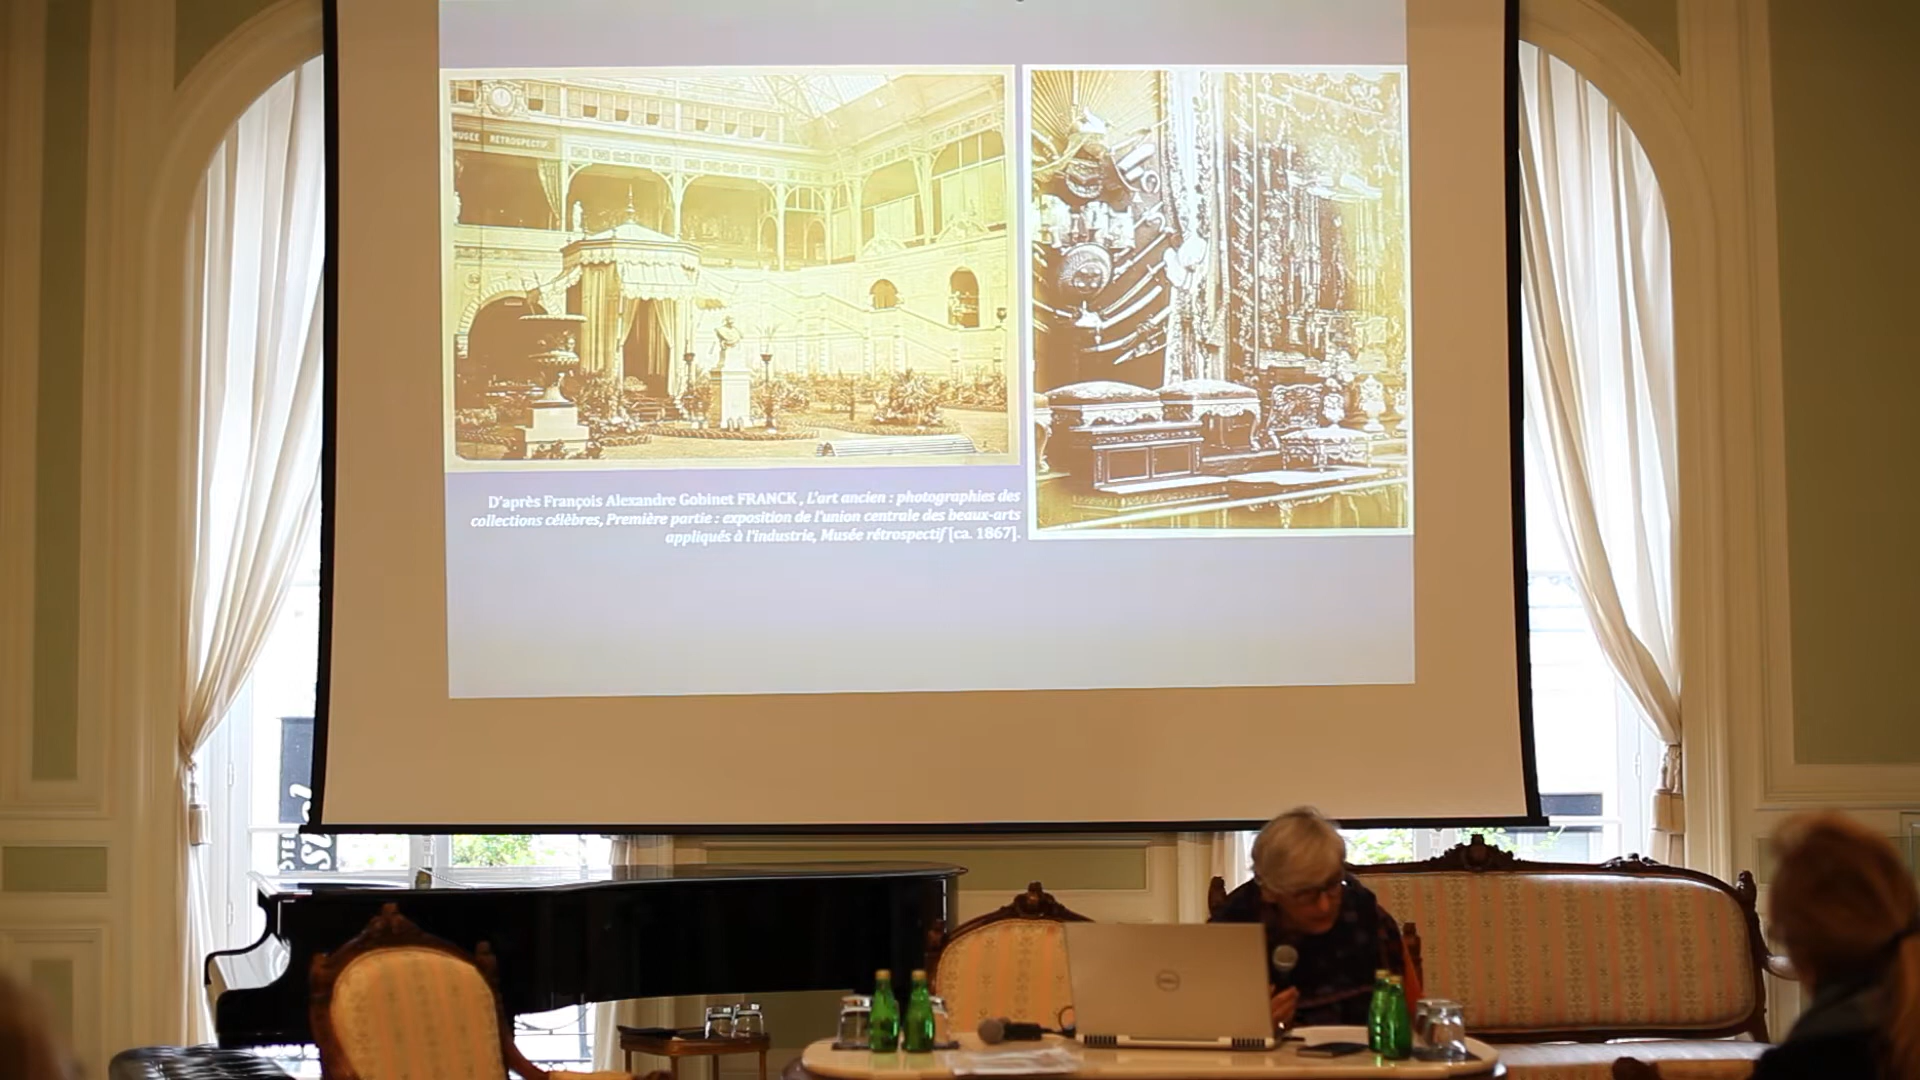 MUSÉE RETROSPECTIF
D'après François Alexandre Gobinet FRANCK , L'art ancien : photographies des
collections célèbres, Première partie : exposition de l'union centrale des beaux-arts
appliqués à l'industrie, Musée rétrospectif [ca. 1867].
DELL